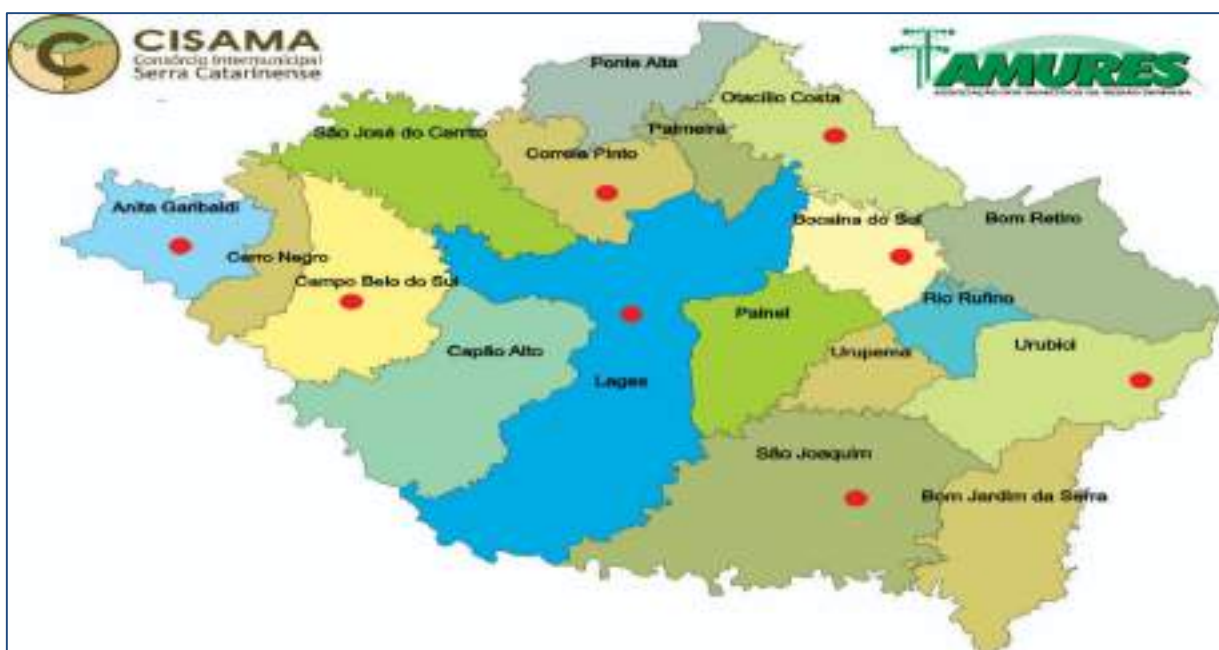 CISAMA
Consórcio Intermunicipal
Serra Catarinense
AMURES
Ponte Alta
Otacílio Costa
São José do Cerrito
Palmeira
Correia Pinto
Anita Garibaldi
Bocaina do Sul
Bom Retiro
Cerro Negro
Campo Belo do Sul
Rio Rufino
Painel
Capão Alto
Urupema
Urubici
Lages
São Joaquim
Bom Jardim da Serra